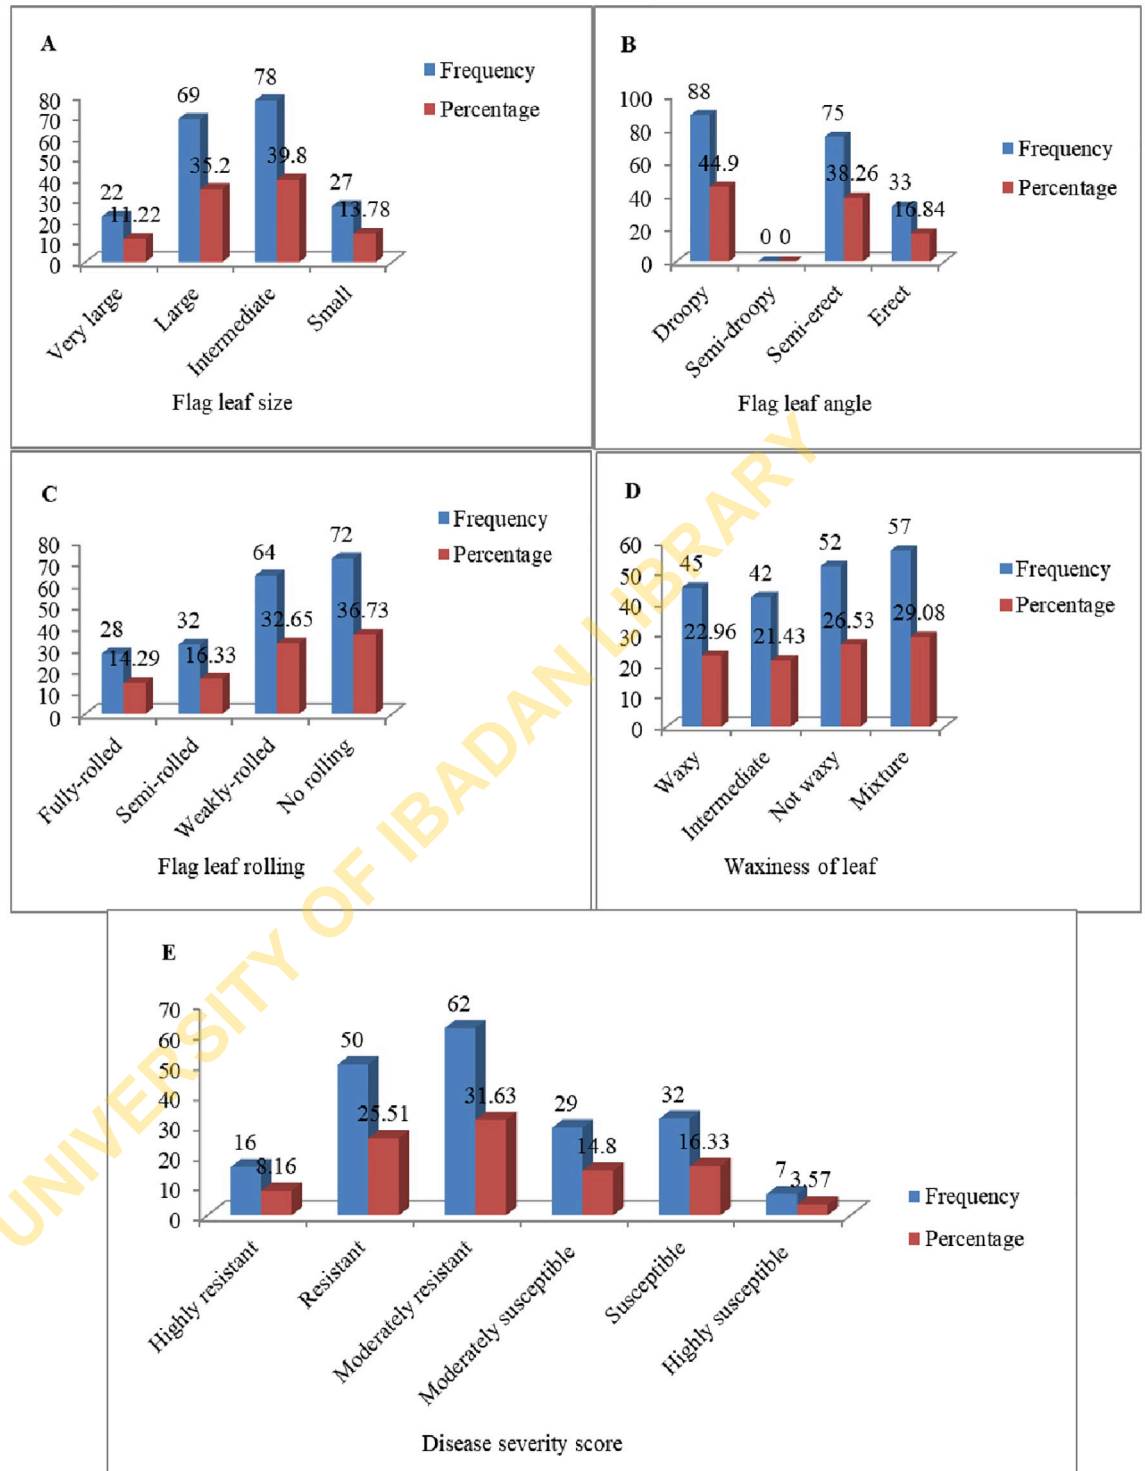 A
Frequency
Percentage
80
70
60
50
40
30
20
10
0
22
11.22
69
35.2
78
39.8
27
13.78
Very large
Large
Intermediate
Small
Flag leaf size
B
Frequency
Percentage
100
80
60
40
20
0
88
44.9
0 0
75
38.26
33
16.84
Droopy
Semi-droopy
Semi-erect
Erect
Flag leaf angle
C
Frequency
Percentage
80
70
60
50
40
30
20
10
0
28
14.29
32
16.33
64
32.65
72
36.73
Fully-rolled
Semi-rolled
Weakly-rolled
No rolling
Flag leaf rolling
D
Frequency
Percentage
60
50
40
30
20
10
0
45
22.96
42
21.43
52
26.53
57
29.08
Waxy
Intermediate
Not waxy
Mixture
Waxiness of leaf
E
Frequency
Percentage
70
60
50
40
30
20
10
0
16
8.16
50
25.51
62
31.63
29
14.8
32
16.33
7
3.57
Highly resistant
Resistant
Moderately resistant
Moderately susceptible
Susceptible
Highly susceptible
Disease severity score
UNIVERSITY OF IBADAN LIBRARY